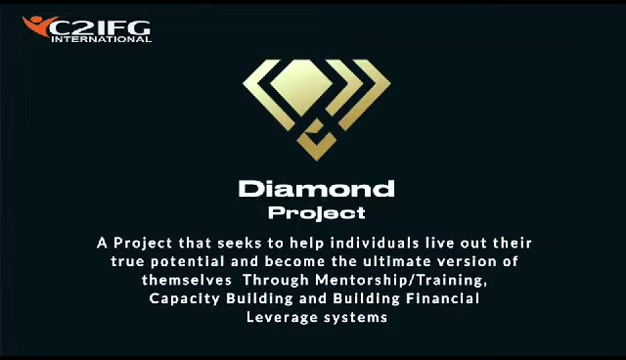 C2IFG
INTERNATIONAL
Diamond
Project
A Project that seeks to help individuals live out their
true potential and become the ultimate version of
themselves Through Mentorship/Training,
Capacity Building and Building Financial
Leverage systems